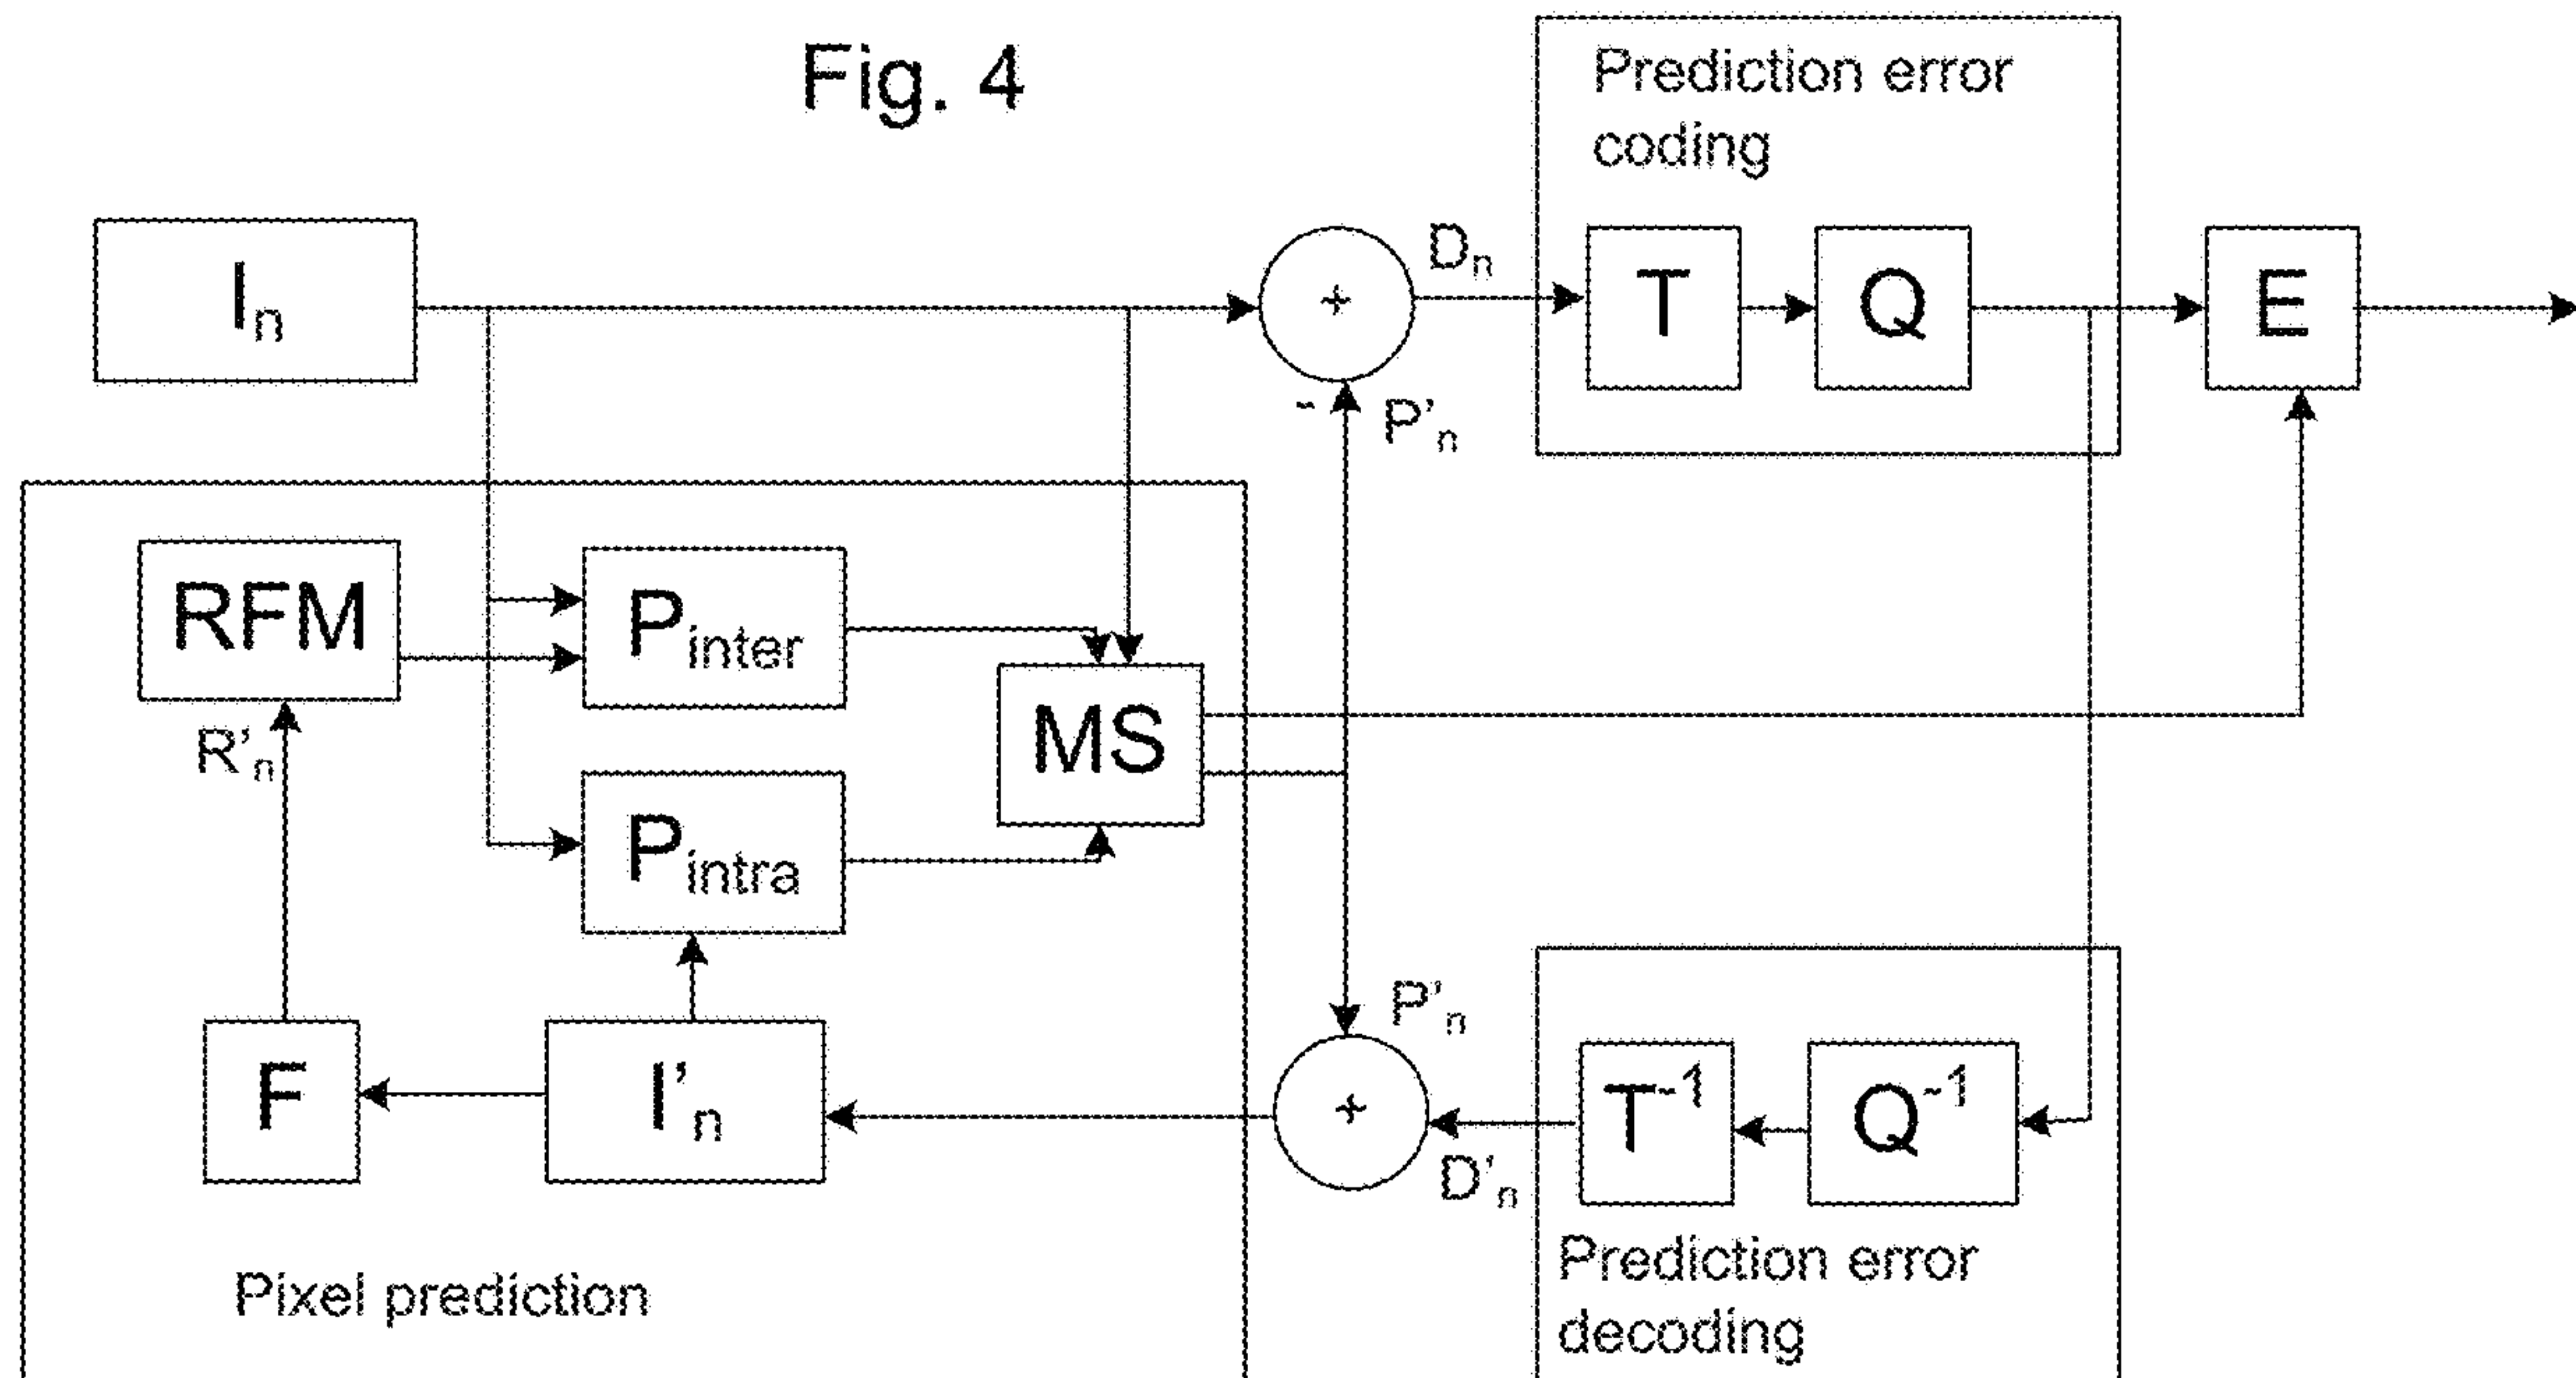 Fig. 4
Prediction error
coding
Iₙ
+
Dₙ
T
Q
E
-
P'ₙ
RFM
Pinter
R'ₙ
MS
Pintra
P'ₙ
F
I'ₙ
+
D'ₙ
T⁻¹
Q⁻¹
Pixel prediction
Prediction error
decoding